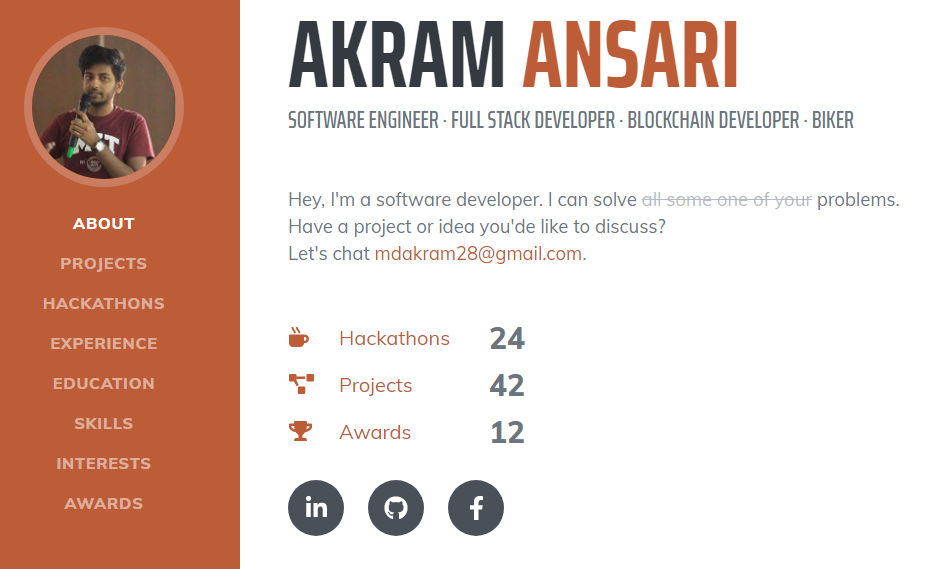 AKRAM ANSARI
SOFTWARE ENGINEER · FULL STACK DEVELOPER · BLOCKCHAIN DEVELOPER · BIKER
ABOUT
PROJECTS
HACKATHONS
EXPERIENCE
EDUCATION
SKILLS
INTERESTS
AWARDS
Hey, I'm a software developer. I can solve all some one of your problems.
Have a project or idea you'de like to discuss?
Let's chat mdakram28@gmail.com.
Hackathons 24
Projects 42
Awards 12
in
f